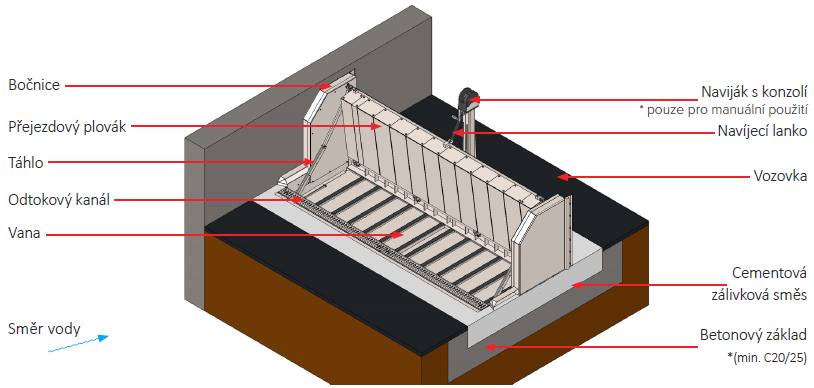 Bočnice
Přejezdový plovák
Táhlo
Odtokový kanál
Vana
Směr vody
Naviják s konzolí
* pouze pro manuální použití
Navíjecí lanko
Vozovka
Cementová
zálivková směs
Betonový základ
*(min. C20/25)